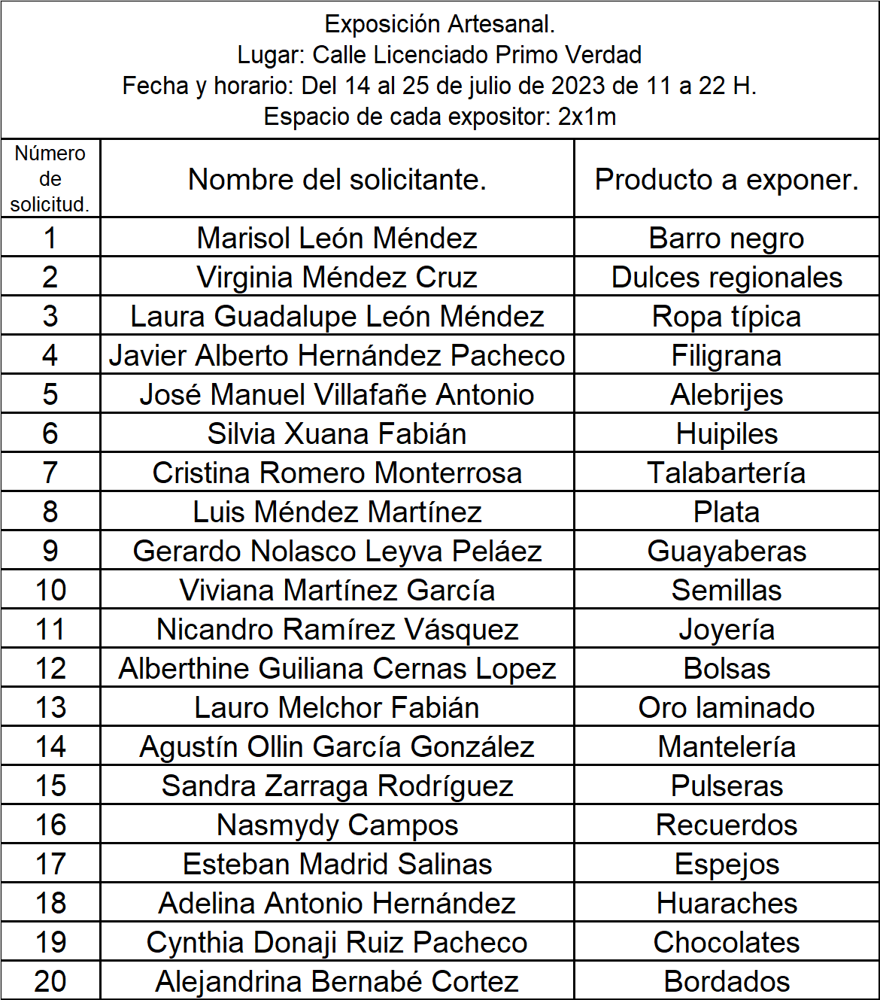 Exposición Artesanal.
Lugar: Calle Licenciado Primo Verdad
Fecha y horario: Del 14 al 25 de julio de 2023 de 11 a 22 H.
Espacio de cada expositor: 2x1m
Número de solicitud. Nombre del solicitante. Producto a exponer.
1 Marisol León Méndez Barro negro
2 Virginia Méndez Cruz Dulces regionales
3 Laura Guadalupe León Méndez Ropa típica
4 Javier Alberto Hernández Pacheco Filigrana
5 José Manuel Villafañe Antonio Alebrijes
6 Silvia Xuana Fabián Huipiles
7 Cristina Romero Monterrosa Talabartería
8 Luis Méndez Martínez Plata
9 Gerardo Nolasco Leyva Peláez Guayaberas
10 Viviana Martínez García Semillas
11 Nicandro Ramírez Vásquez Joyería
12 Alberthine Guiliana Cernas Lopez Bolsas
13 Lauro Melchor Fabián Oro laminado
14 Agustín Ollin García González Mantelería
15 Sandra Zarraga Rodríguez Pulseras
16 Nasmydy Campos Recuerdos
17 Esteban Madrid Salinas Espejos
18 Adelina Antonio Hernández Huaraches
19 Cynthia Donaji Ruiz Pacheco Chocolates
20 Alejandrina Bernabé Cortez Bordados